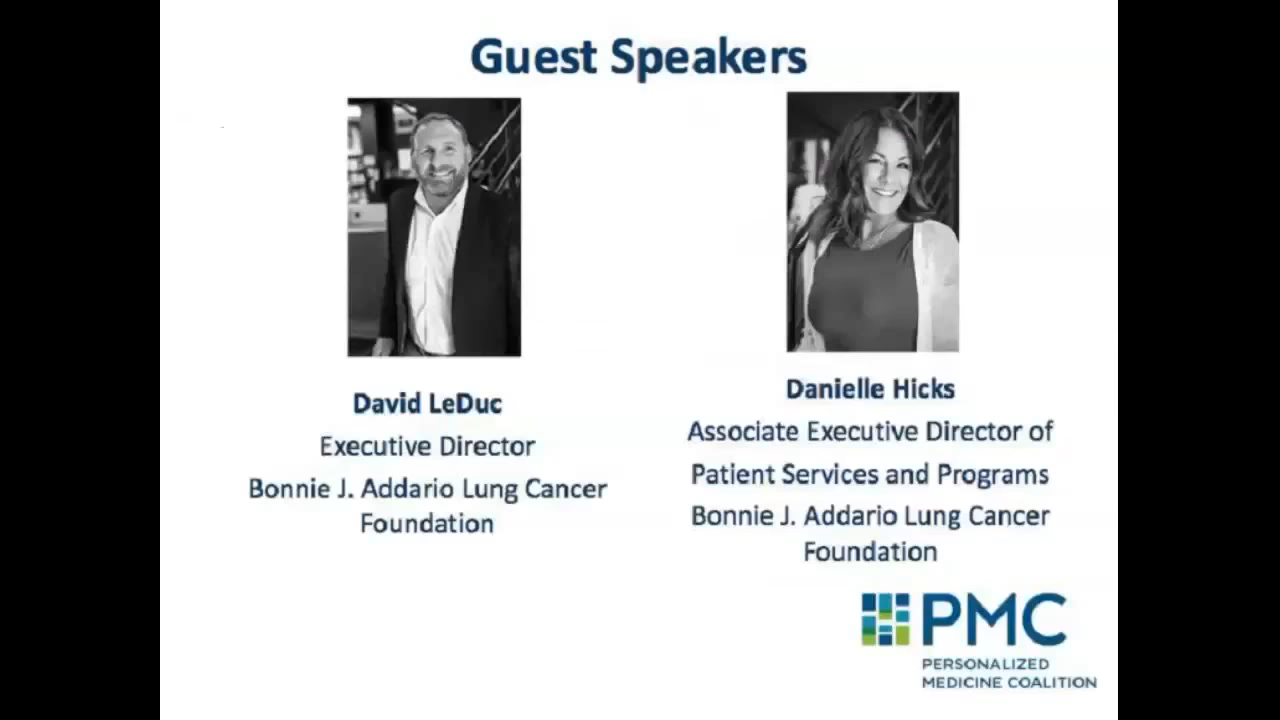 Guest Speakers
David LeDuc
Executive Director
Bonnie J. Addario Lung Cancer
Foundation
Danielle Hicks
Associate Executive Director of
Patient Services and Programs
Bonnie J. Addario Lung Cancer
Foundation
PMC
PERSONALIZED
MEDICINE COALITION